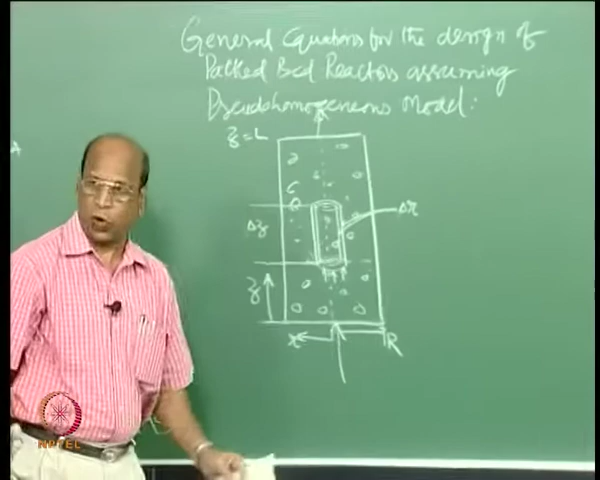 General Equations for the design of
Packed Bed Reactors assuming
Pseudohomogeneous Model:
z=L
Δz
Δr
z
r
R
A
NPTEL